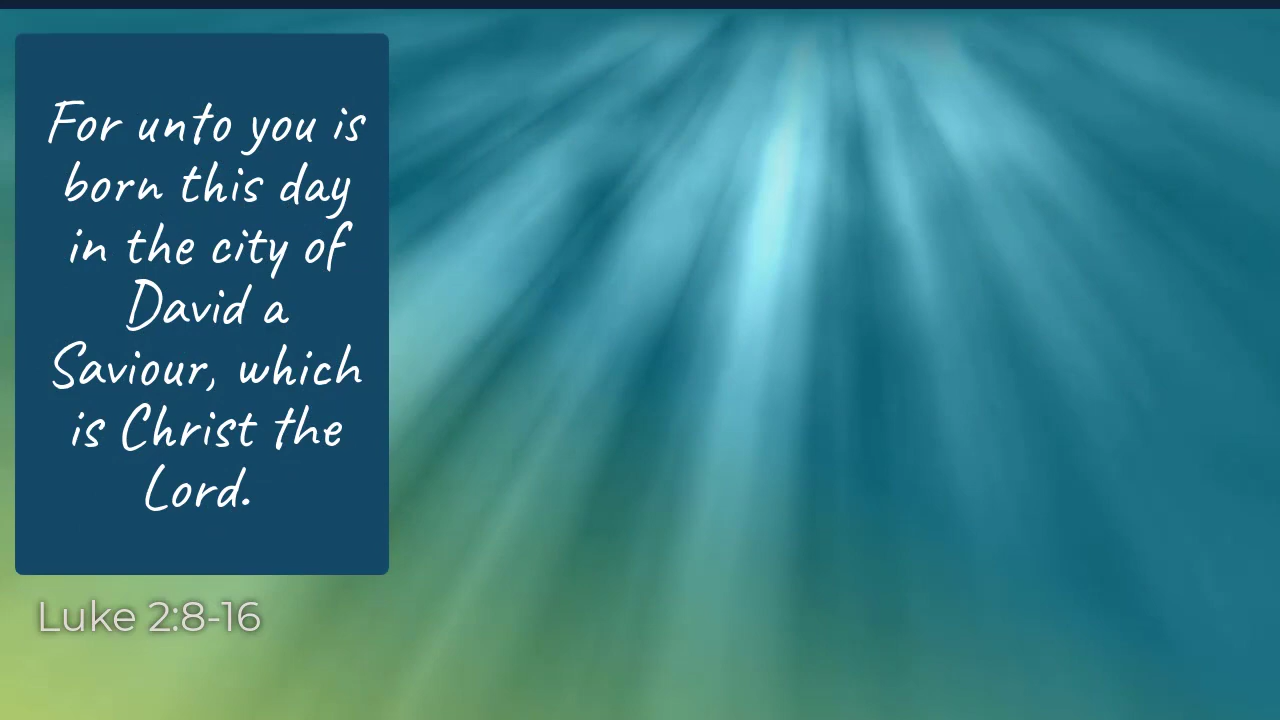 For unto you is
born this day
in the city of
David a
Saviour, which
is Christ the
Lord.
Luke 2:8-16